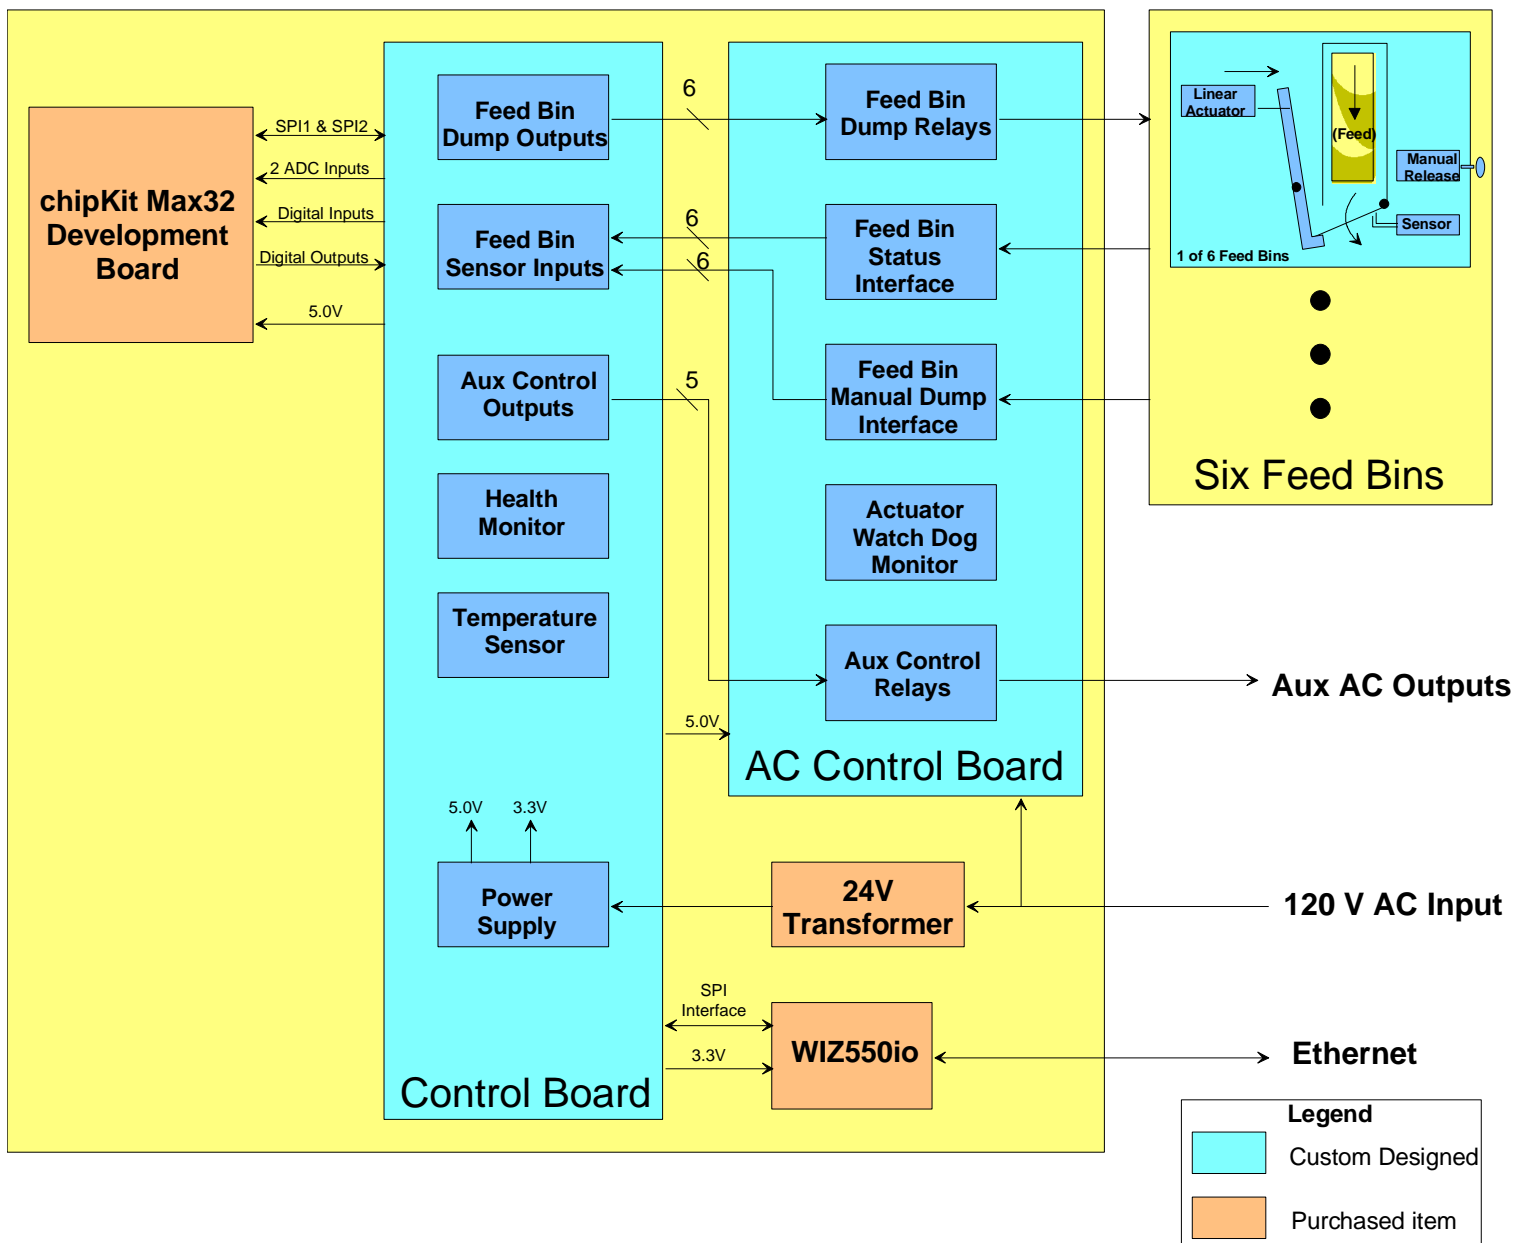 chipKit Max32
Development
Board
SPI1 & SPI2
2 ADC Inputs
Digital Inputs
Digital Outputs
5.0V
Feed Bin
Dump Outputs
Feed Bin
Sensor Inputs
Aux Control
Outputs
Health
Monitor
Temperature
Sensor
5.0V
3.3V
Power
Supply
Control Board
6
6
6
5
5.0V
Feed Bin
Dump Relays
Feed Bin
Status
Interface
Feed Bin
Manual Dump
Interface
Actuator
Watch Dog
Monitor
Aux Control
Relays
AC Control Board
24V
Transformer
SPI
Interface
3.3V
WIZ550io
Linear
Actuator
(Feed)
Manual
Release
Sensor
1 of 6 Feed Bins
Six Feed Bins
Aux AC Outputs
120 V AC Input
Ethernet
Legend
Custom Designed
Purchased item